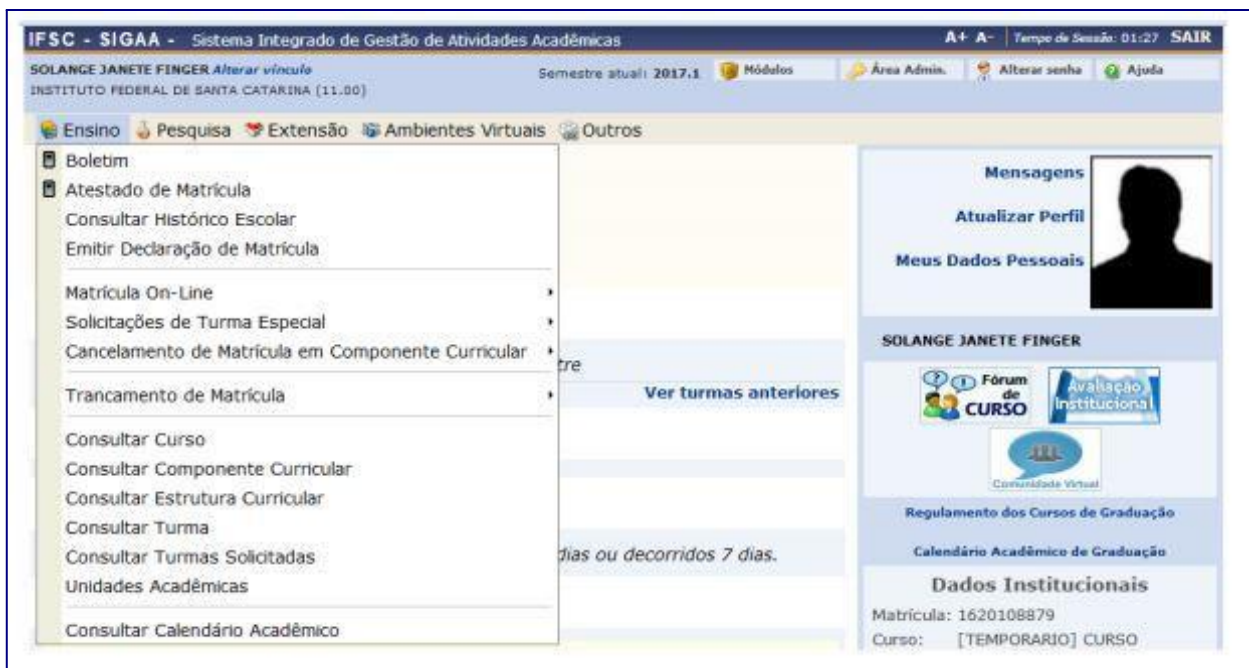 IFSC - SIGAA - Sistema Integrado de Gestão de Atividades Acadêmicas A+ A- Tempo de Sessão: 01:27 SAIR
SOLANGE JANETE FINGER Alterar vínculo Semestre atual: 2017.1 Módulos Área Admin. Alterar senha Ajuda
INSTITUTO FEDERAL DE SANTA CATARINA (11.00)
Ensino Pesquisa Extensão Ambientes Virtuais Outros
Boletim
Atestado de Matrícula
Consultar Histórico Escolar
Emitir Declaração de Matrícula
Matrícula On-Line
Solicitações de Turma Especial
Cancelamento de Matrícula em Componente Curricular
tre
Trancamento de Matrícula
Ver turmas anteriores
Consultar Curso
Consultar Componente Curricular
Consultar Estrutura Curricular
Consultar Turma
Consultar Turmas Solicitadas
dias ou decorridos 7 dias.
Unidades Acadêmicas
Consultar Calendário Acadêmico
Mensagens
Atualizar Perfil
Meus Dados Pessoais
SOLANGE JANETE FINGER
Fórum
de
CURSO
Avaliação
Institucional
Comunidade Virtual
Regulamento dos Cursos de Graduação
Calendário Acadêmico de Graduação
Dados Institucionais
Matrícula: 1620108879
Curso: [TEMPORARIO] CURSO